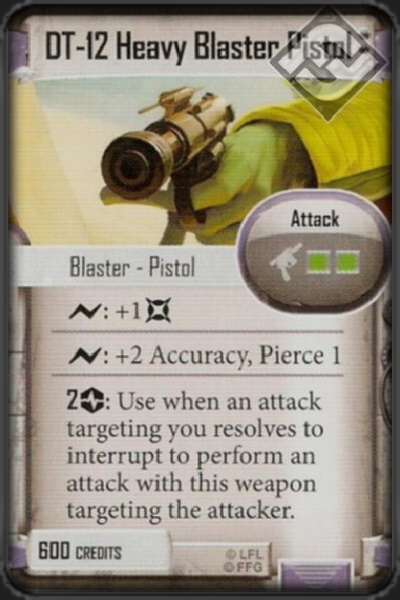 DT-12 Heavy Blaster Pistol
Attack
Blaster - Pistol
: +1
: +2 Accuracy, Pierce 1
2: Use when an attack
targeting you resolves to
interrupt to perform an
attack with this weapon
targeting the attacker.
600 CREDITS
© LFL
© FFG